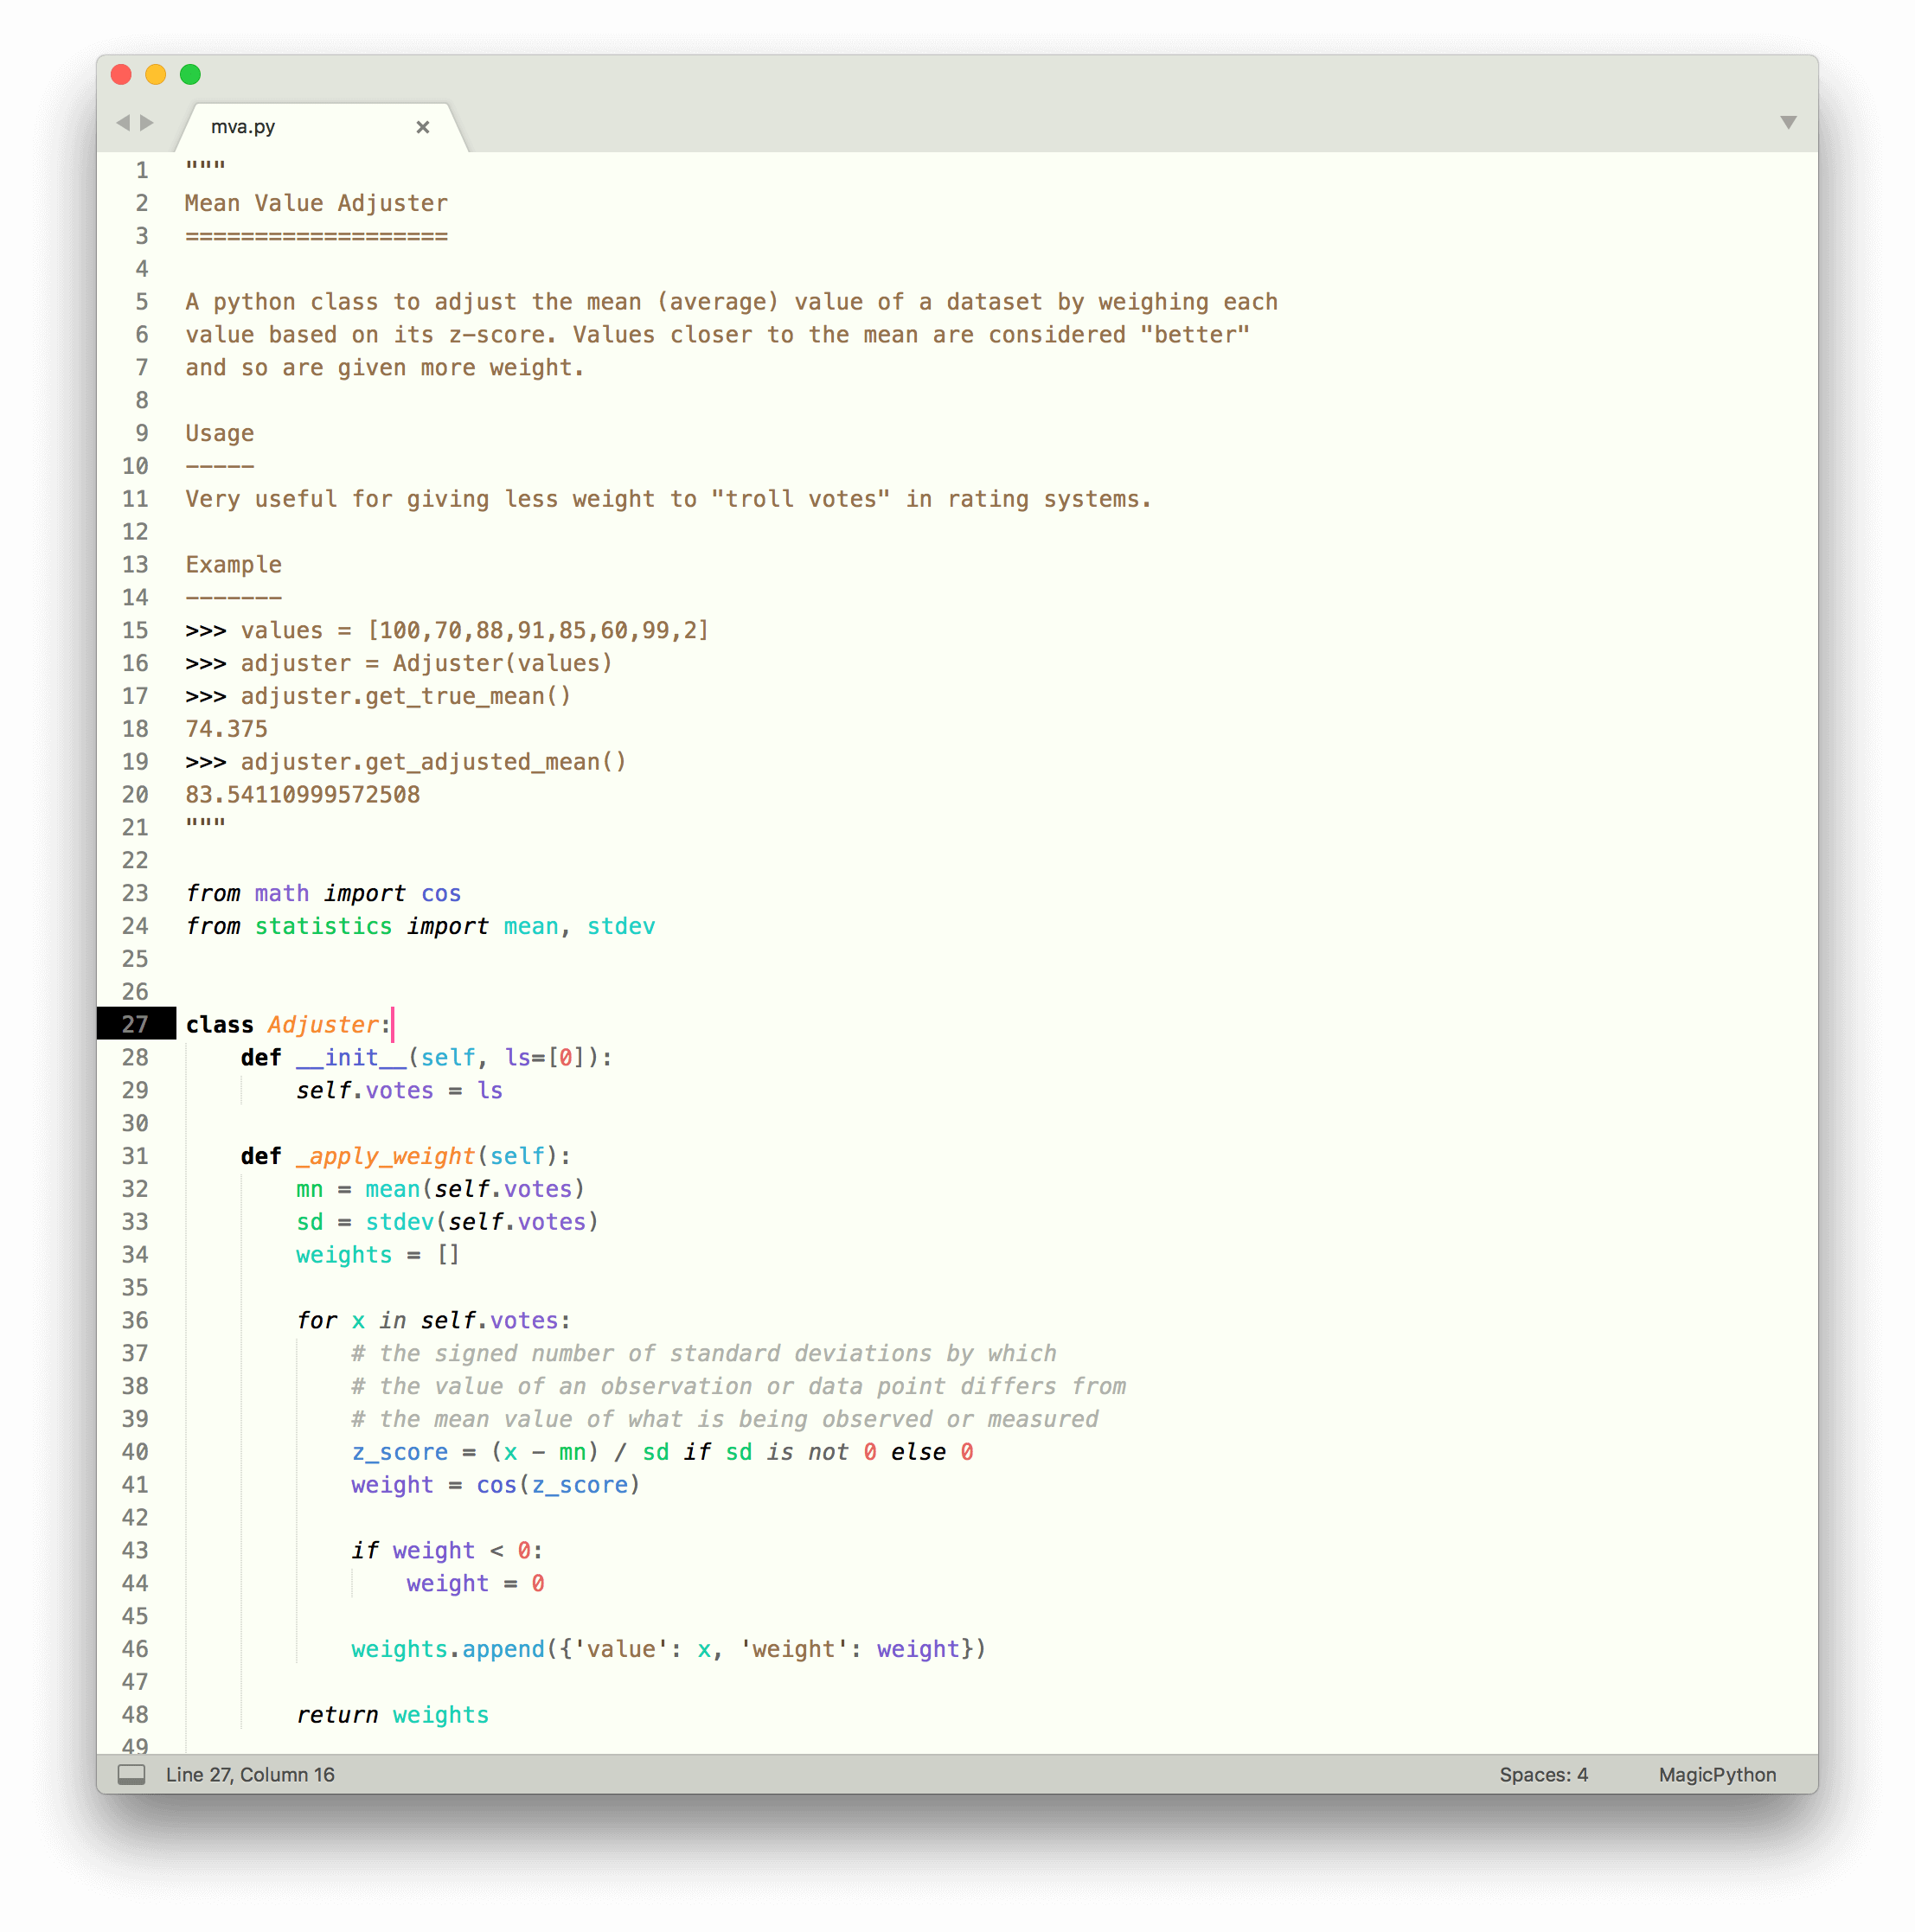 mva.py
1 """
2 Mean Value Adjuster
3 ===================
4
5 A python class to adjust the mean (average) value of a dataset by weighing each
6 value based on its z-score. Values closer to the mean are considered "better"
7 and so are given more weight.
8
9 Usage
10 -----
11 Very useful for giving less weight to "troll votes" in rating systems.
12
13 Example
14 -------
15 >>> values = [100,70,88,91,85,60,99,2]
16 >>> adjuster = Adjuster(values)
17 >>> adjuster.get_true_mean()
18 74.375
19 >>> adjuster.get_adjusted_mean()
20 83.54110999572508
21 """
22
23 from math import cos
24 from statistics import mean, stdev
25
26
27 class Adjuster:
28     def __init__(self, ls=[0]):
29         self.votes = ls
30
31     def _apply_weight(self):
32         mn = mean(self.votes)
33         sd = stdev(self.votes)
34         weights = []
35
36         for x in self.votes:
37             # the signed number of standard deviations by which
38             # the value of an observation or data point differs from
39             # the mean value of what is being observed or measured
40             z_score = (x - mn) / sd if sd is not 0 else 0
41             weight = cos(z_score)
42
43             if weight < 0:
44                 weight = 0
45
46             weights.append({'value': x, 'weight': weight})
47
48         return weights
49
Line 27, Column 16 Spaces: 4 MagicPython